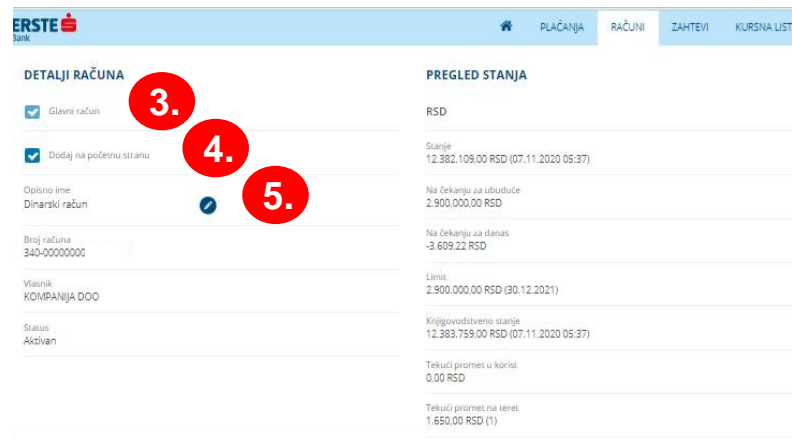 ERSTE
Bank
PLAĆANJA
RAČUNI
ZAHTEVI
KURSNA LIST
DETALJI RAČUNA
Glavni račun
3.
Dodaj na početnu stranu
4.
Opisno ime
Dinarski račun
5.
Broj računa
340-00000000
Vlasnik
KOMPANIJA DOO
Status
Aktivan
PREGLED STANJA
RSD
Stanje
12.382.109,00 RSD (07.11.2020 05:37)
Na čekanju za ubuduće
2.900.000,00 RSD
Na čekanju za danas
-3.609,22 RSD
Limit
2.900.000,00 RSD (30.12.2021)
Knjigovodstveno stanje
12.383.759,00 RSD (07.11.2020 05:37)
Tekući promet u korist
0,00 RSD
Tekući promet na teret
1.650,00 RSD (1)